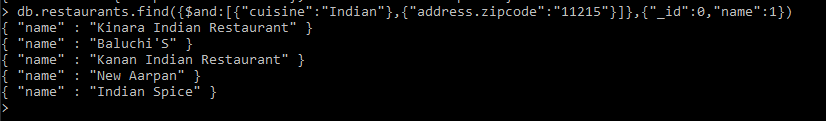 > db.restaurants.find({$and:[{"cuisine":"Indian"},{"address.zipcode":"11215"}]},{"_id":0,"name":1})
{ "name" : "Kinara Indian Restaurant" }
{ "name" : "Baluchi'S" }
{ "name" : "Kanan Indian Restaurant" }
{ "name" : "New Aarpan" }
{ "name" : "Indian Spice" }
>